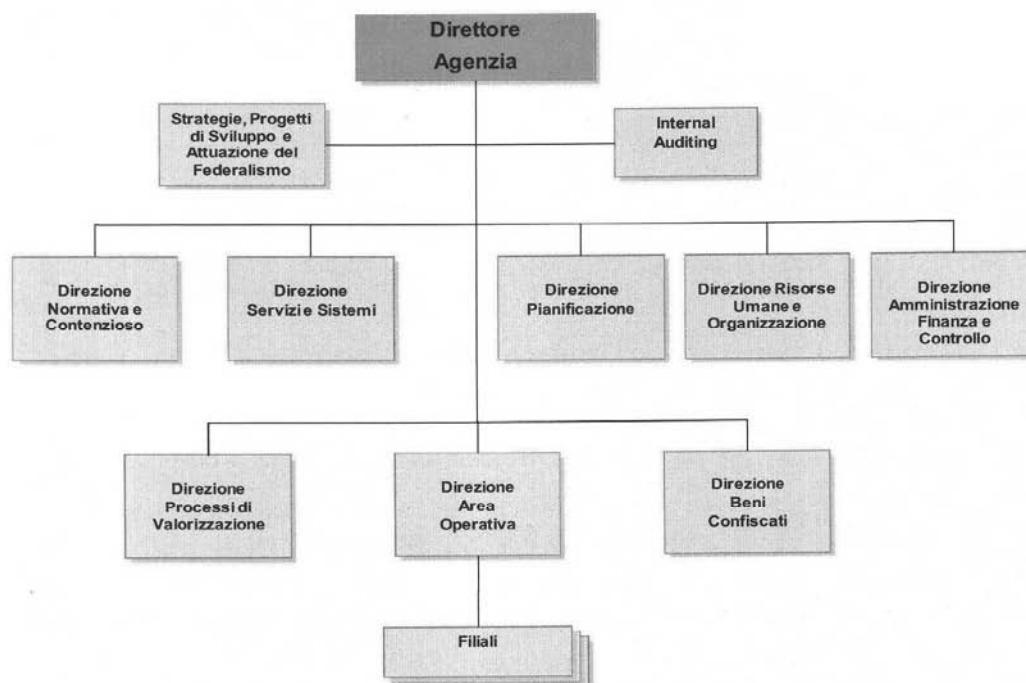 Direttore
Agenzia
Strategie, Progetti
di Sviluppo e
Attuazione del
Federalismo
Internal
Auditing
Direzione
Normativa e
Contenzioso
Direzione
Servizi e Sistemi
Direzione
Pianificazione
Direzione Risorse
Umane e
Organizzazione
Direzione
Amministrazione
Finanza e
Controllo
Direzione
Processi di
Valorizzazione
Direzione
Area
Operativa
Direzione
Beni
Confiscati
Filiali